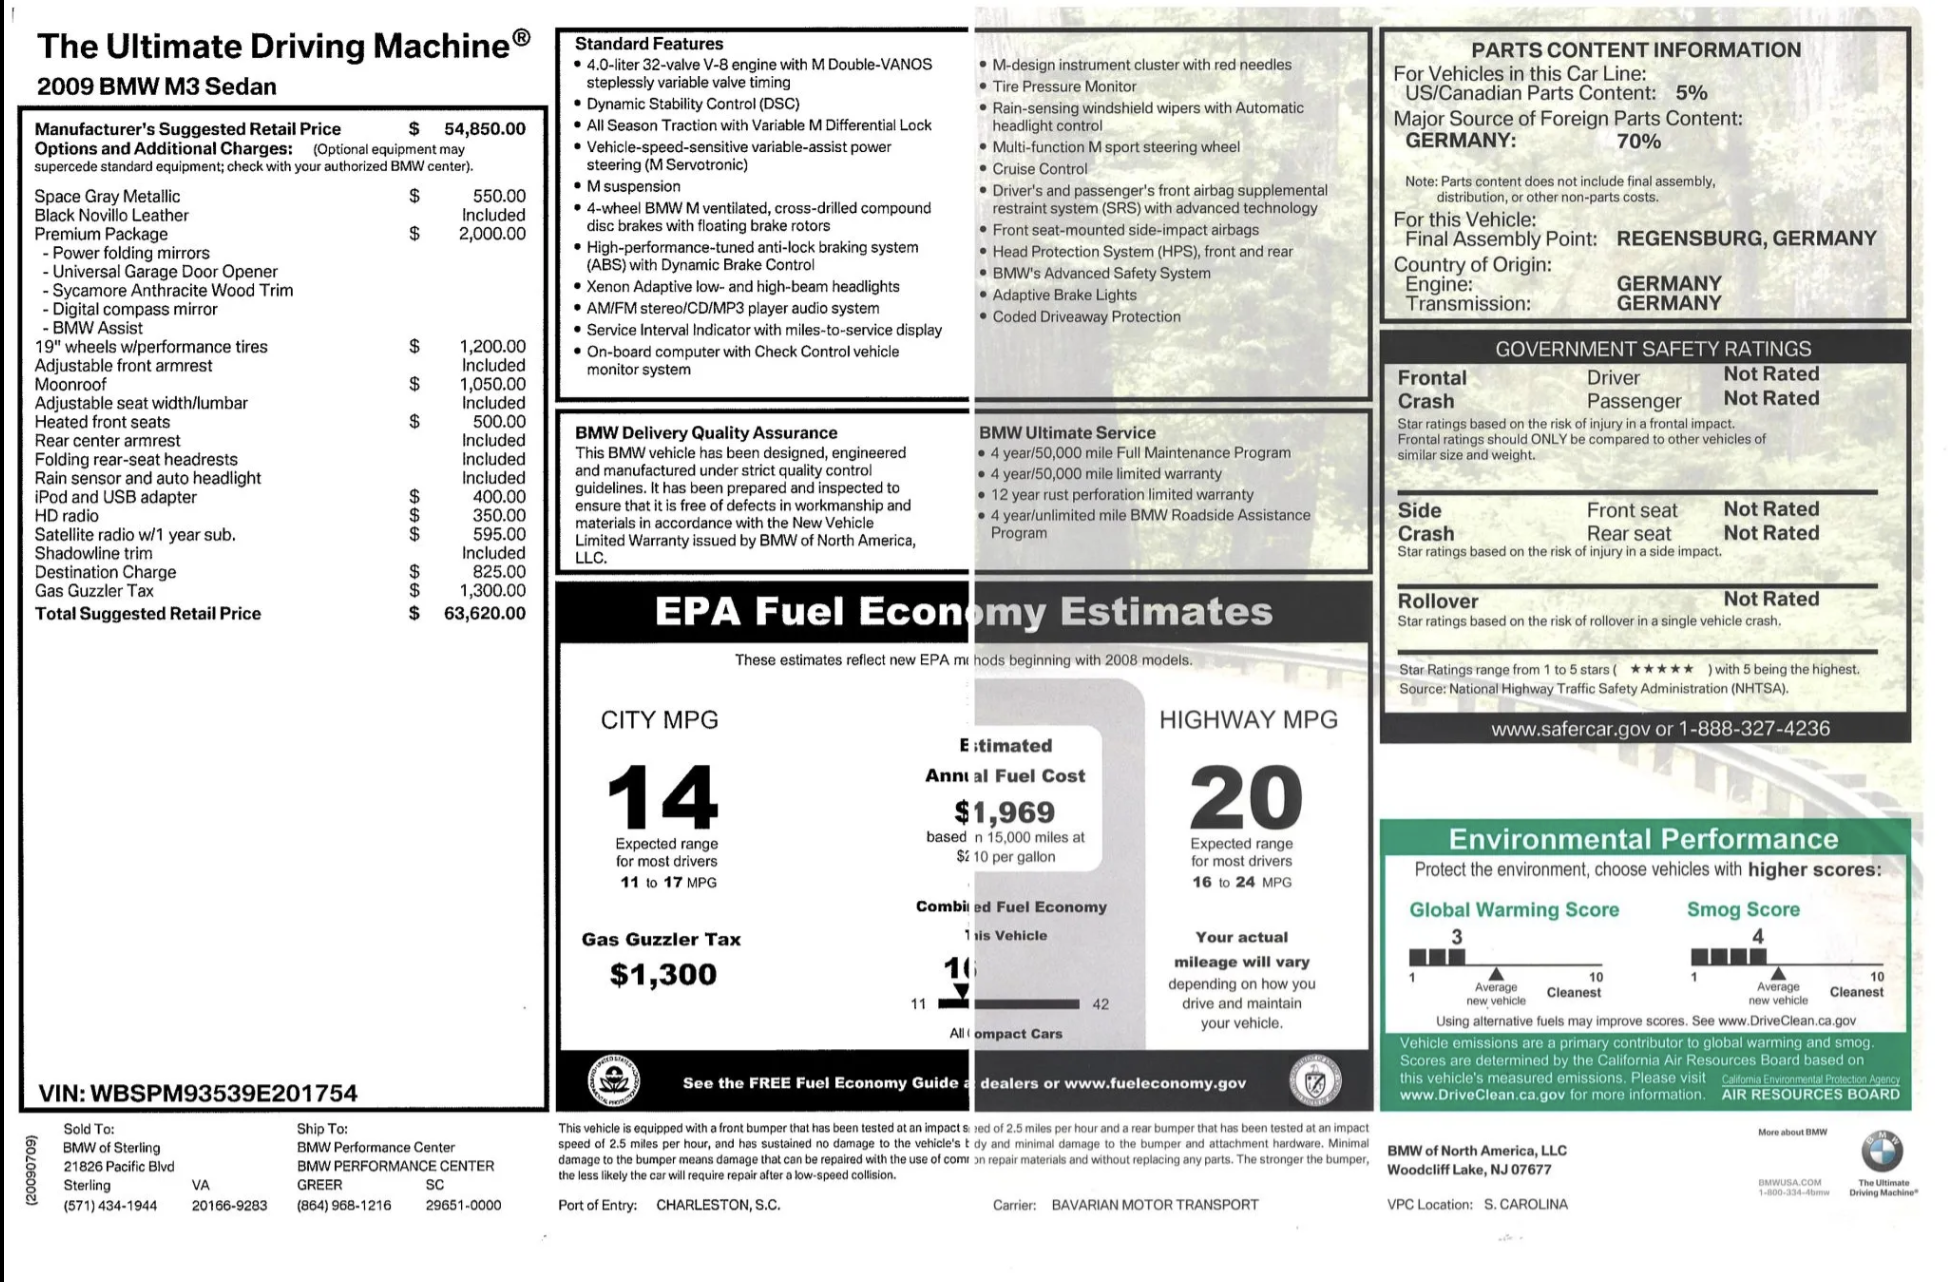 The Ultimate Driving Machine®
2009 BMW M3 Sedan
Manufacturer's Suggested Retail Price $ 54,850.00
Options and Additional Charges: (Optional equipment may
supercede standard equipment; check with your authorized BMW center).
Space Gray Metallic $ 550.00
Black Novillo Leather Included
Premium Package $ 2,000.00
- Power folding mirrors
- Universal Garage Door Opener
- Sycamore Anthracite Wood Trim
- Digital compass mirror
- BMW Assist
19" wheels w/performance tires $ 1,200.00
Adjustable front armrest Included
Moonroof $ 1,050.00
Adjustable seat width/lumbar Included
Heated front seats $ 500.00
Rear center armrest Included
Folding rear-seat headrests Included
Rain sensor and auto headlight Included
iPod and USB adapter $ 400.00
HD radio $ 350.00
Satellite radio w/1 year sub. $ 595.00
Shadowline trim Included
Destination Charge $ 825.00
Gas Guzzler Tax $ 1,300.00
Total Suggested Retail Price $ 63,620.00
VIN: WBSPM93539E201754
(20090709)
Sold To:
BMW of Sterling
21826 Pacific Blvd
Sterling VA
(571) 434-1944 20166-9283
Ship To:
BMW Performance Center
BMW PERFORMANCE CENTER
GREER SC
(864) 968-1216 29651-0000
Standard Features
• 4.0-liter 32-valve V-8 engine with M Double-VANOS
steplessly variable valve timing
• Dynamic Stability Control (DSC)
• All Season Traction with Variable M Differential Lock
• Vehicle-speed-sensitive variable-assist power
steering (M Servotronic)
• M suspension
• 4-wheel BMW M ventilated, cross-drilled compound
disc brakes with floating brake rotors
• High-performance-tuned anti-lock braking system
(ABS) with Dynamic Brake Control
• Xenon Adaptive low- and high-beam headlights
• AM/FM stereo/CD/MP3 player audio system
• Service Interval Indicator with miles-to-service display
• On-board computer with Check Control vehicle
monitor system
• M-design instrument cluster with red needles
• Tire Pressure Monitor
• Rain-sensing windshield wipers with Automatic
headlight control
• Multi-function M sport steering wheel
• Cruise Control
• Driver's and passenger's front airbag supplemental
restraint system (SRS) with advanced technology
• Front seat-mounted side-impact airbags
• Head Protection System (HPS), front and rear
• BMW's Advanced Safety System
• Adaptive Brake Lights
• Coded Driveaway Protection
BMW Delivery Quality Assurance
This BMW vehicle has been designed, engineered
and manufactured under strict quality control
guidelines. It has been prepared and inspected to
ensure that it is free of defects in workmanship and
materials in accordance with the New Vehicle
Limited Warranty issued by BMW of North America,
LLC.
BMW Ultimate Service
• 4 year/50,000 mile Full Maintenance Program
• 4 year/50,000 mile limited warranty
• 12 year rust perforation limited warranty
• 4 year/unlimited mile BMW Roadside Assistance
Program
EPA Fuel Economy Estimates
These estimates reflect new EPA methods beginning with 2008 models.
CITY MPG
14
Expected range
for most drivers
11 to 17 MPG
Gas Guzzler Tax
$1,300
Estimated
Annual Fuel Cost
$1,969
based n 15,000 miles at
$2 10 per gallon
Combined Fuel Economy
This Vehicle
16
11 42
All Compact Cars
HIGHWAY MPG
20
Expected range
for most drivers
16 to 24 MPG
Your actual
mileage will vary
depending on how you
drive and maintain
your vehicle.
See the FREE Fuel Economy Guide a dealers or www.fueleconomy.gov
This vehicle is equipped with a front bumper that has been tested at an impact speed of 2.5 miles per hour and a rear bumper that has been tested at an impact
speed of 2.5 miles per hour, and has sustained no damage to the vehicle's body and minimal damage to the bumper and attachment hardware. Minimal
damage to the bumper means damage that can be repaired with the use of common repair materials and without replacing any parts. The stronger the bumper,
the less likely the car will require repair after a low-speed collision.
Port of Entry: CHARLESTON, S.C. Carrier: BAVARIAN MOTOR TRANSPORT
PARTS CONTENT INFORMATION
For Vehicles in this Car Line:
US/Canadian Parts Content: 5%
Major Source of Foreign Parts Content:
GERMANY: 70%
Note: Parts content does not include final assembly,
distribution, or other non-parts costs.
For this Vehicle:
Final Assembly Point: REGENSBURG, GERMANY
Country of Origin:
Engine: GERMANY
Transmission: GERMANY
GOVERNMENT SAFETY RATINGS
Frontal Driver Not Rated
Crash Passenger Not Rated
Star ratings based on the risk of injury in a frontal impact.
Frontal ratings should ONLY be compared to other vehicles of
similar size and weight.
Side Front seat Not Rated
Crash Rear seat Not Rated
Star ratings based on the risk of injury in a side impact.
Rollover Not Rated
Star ratings based on the risk of rollover in a single vehicle crash.
Star Ratings range from 1 to 5 stars ( ★★★★★ ) with 5 being the highest.
Source: National Highway Traffic Safety Administration (NHTSA).
www.safercar.gov or 1-888-327-4236
Environmental Performance
Protect the environment, choose vehicles with higher scores:
Global Warming Score
3
1 10
Average
new vehicle Cleanest
Smog Score
4
1 10
Average
new vehicle Cleanest
Using alternative fuels may improve scores. See www.DriveClean.ca.gov
Vehicle emissions are a primary contributor to global warming and smog.
Scores are determined by the California Air Resources Board based on
this vehicle's measured emissions. Please visit California Environmental Protection Agency
www.DriveClean.ca.gov for more information. AIR RESOURCES BOARD
BMW of North America, LLC
Woodcliff Lake, NJ 07677
VPC Location: S. CAROLINA
More about BMW
BMWUSA.COM
1-800-334-4bmw
BMW
The Ultimate
Driving Machine®